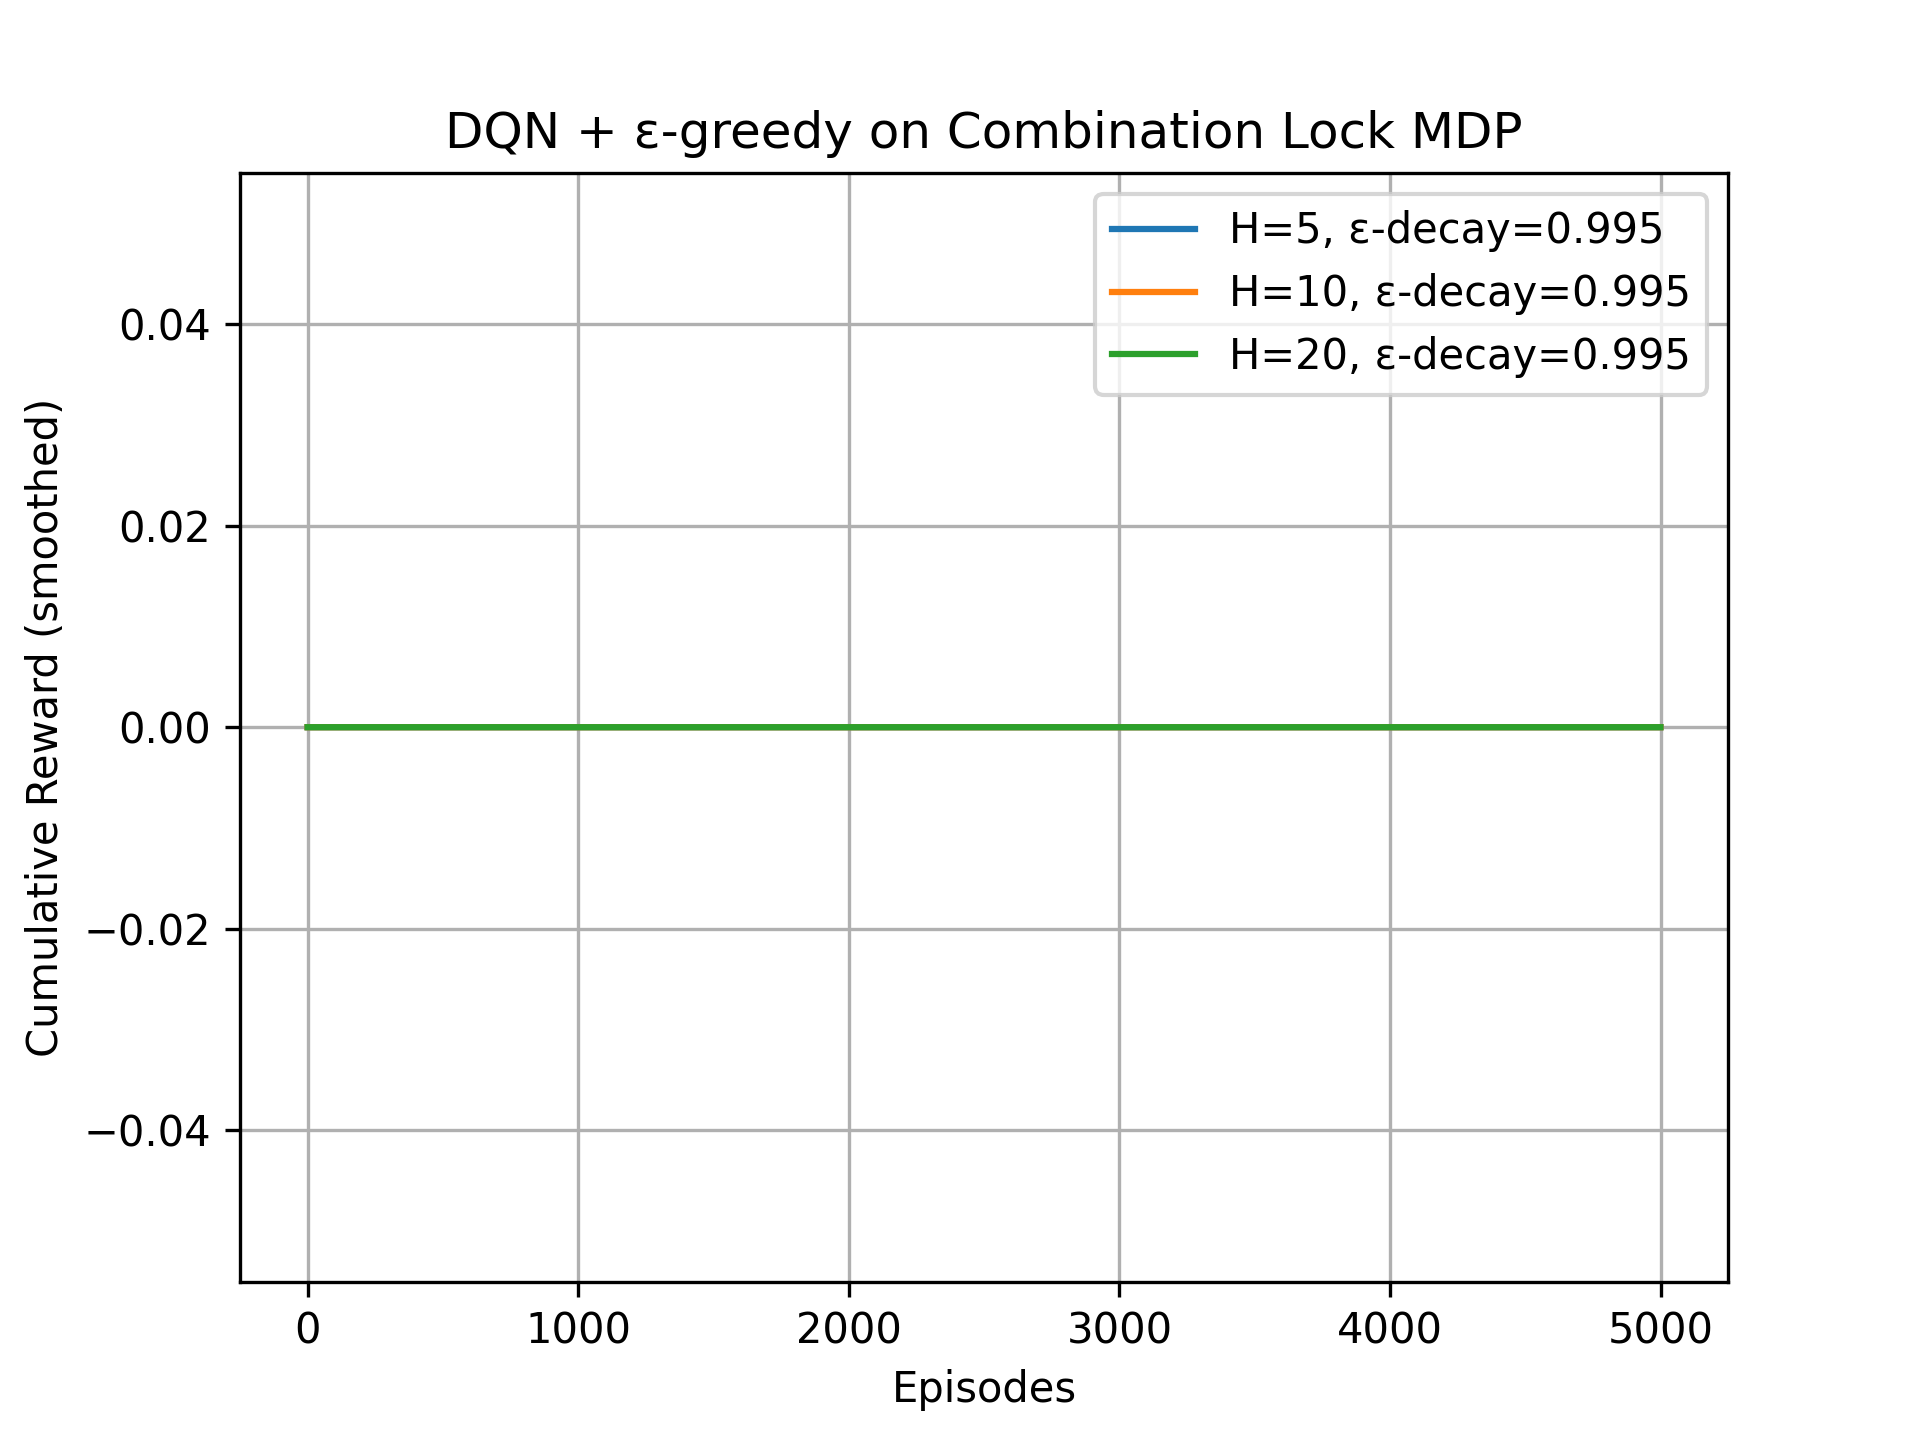 DQN + ε-greedy on Combination Lock MDP
H=5, ε-decay=0.995
H=10, ε-decay=0.995
H=20, ε-decay=0.995
Cumulative Reward (smoothed)
0.04
0.02
0.00
−0.02
−0.04
0 1000 2000 3000 4000 5000
Episodes